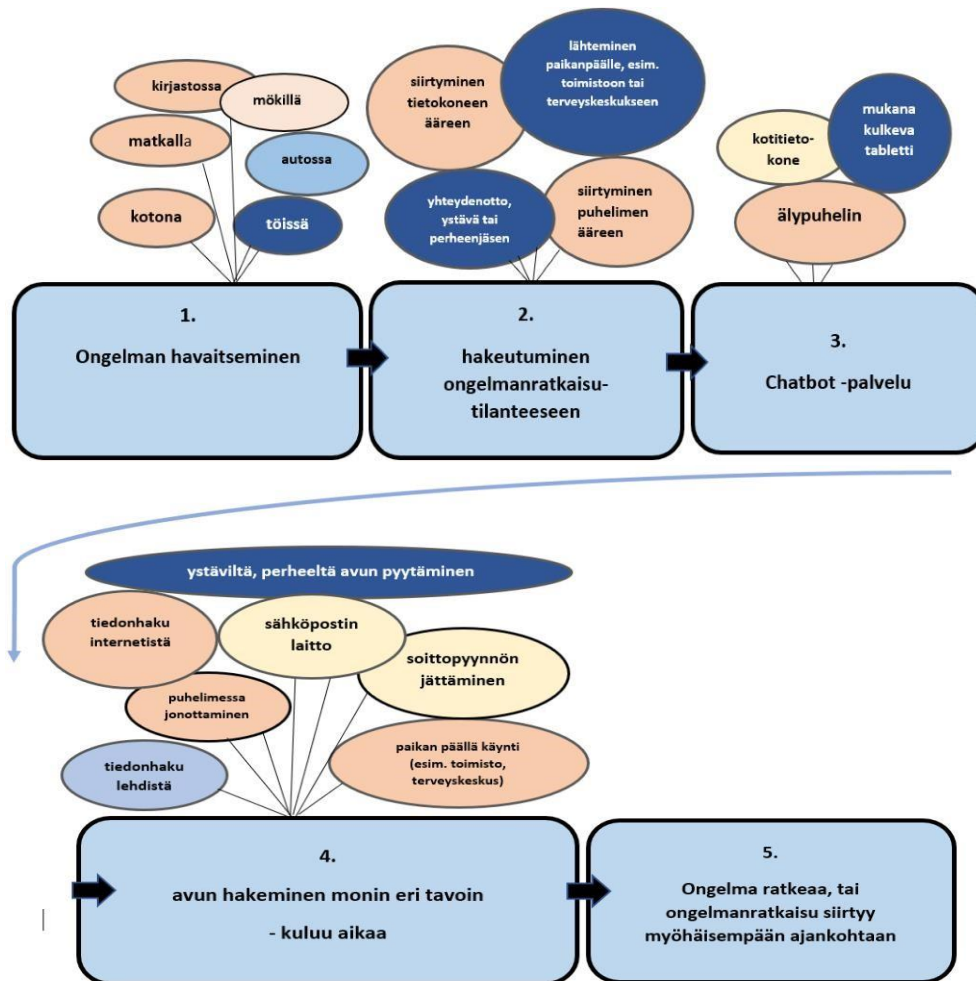 kirjastossa
mökillä
matkalla
autossa
kotona
töissä
1.
Ongelman havaitseminen
siirtyminen
tietokoneen
ääreen
lähteminen
paikanpäälle, esim.
toimistoon tai
terveyskeskukseen
yhteydenotto,
ystävä tai
perheenjäsen
siirtyminen
puhelimen
ääreen
2.
hakeutuminen
ongelmanratkaisu-
tilanteeseen
kotitieto-
kone
mukana
kulkeva
tabletti
älypuhelin
3.
Chatbot -palvelu
ystäviltä, perheeltä avun pyytäminen
tiedonhaku
internetistä
sähköpostin
laitto
soittopyynnön
jättäminen
puhelimessa
jonottaminen
paikan päällä käynti
(esim. toimisto,
terveyskeskus)
tiedonhaku
lehdistä
4.
avun hakeminen monin eri tavoin
- kuluu aikaa
5.
Ongelma ratkeaa, tai
ongelmanratkaisu siirtyy
myöhäisempään ajankohtaan